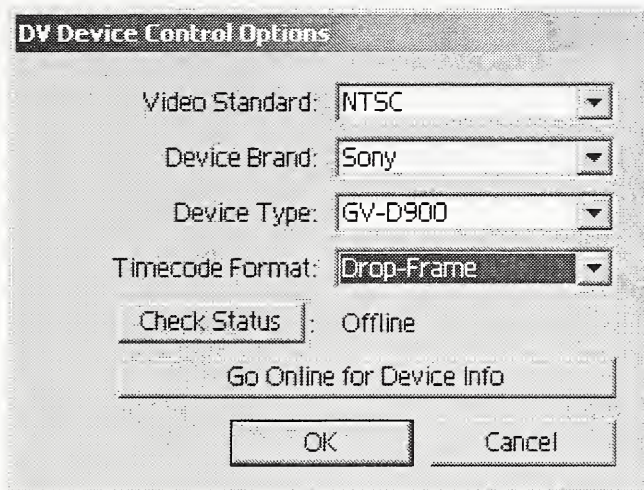 DV Device Control Options
Video Standard: NTSC
Device Brand: Sony
Device Type: GV-D900
Timecode Format: Drop-Frame
Check Status : Offline
Go Online for Device Info
OK Cancel